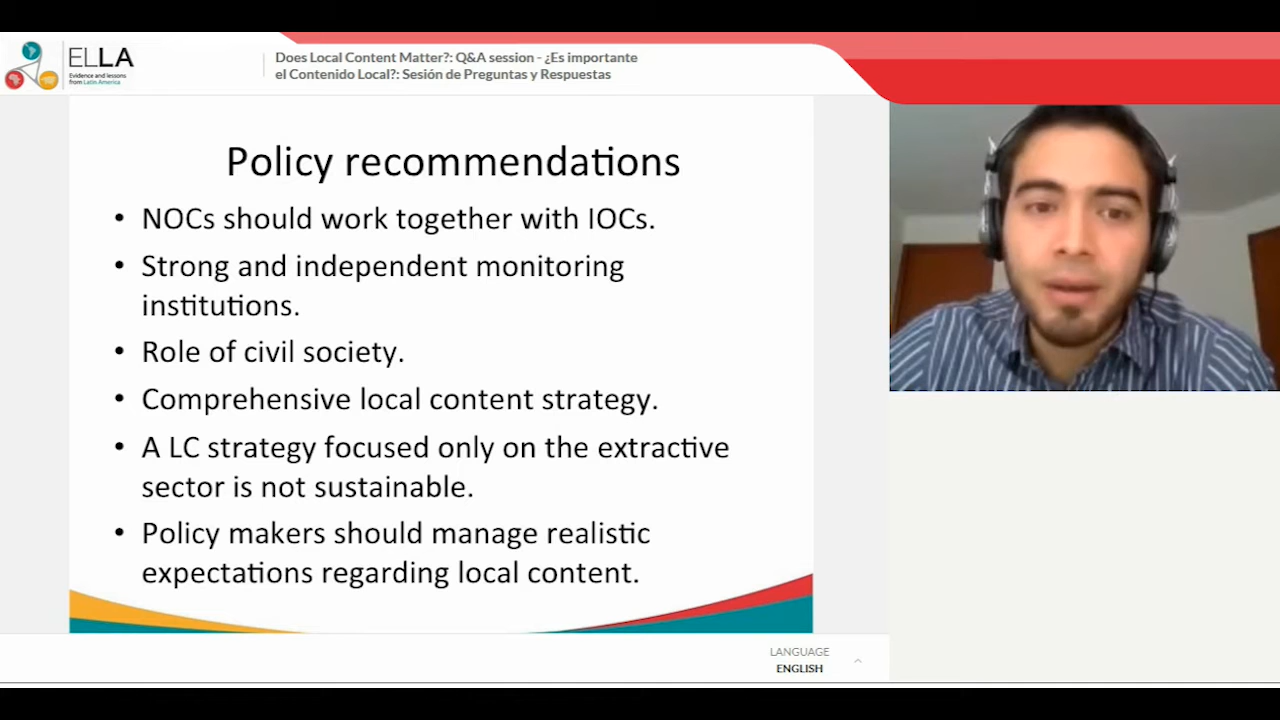 ELLA
Evidence and lessons
from Latin America
Does Local Content Matter?: Q&A session - ¿Es importante
el Contenido Local?: Sesión de Preguntas y Respuestas
Policy recommendations
• NOCs should work together with IOCs.
• Strong and independent monitoring
institutions.
• Role of civil society.
• Comprehensive local content strategy.
• A LC strategy focused only on the extractive
sector is not sustainable.
• Policy makers should manage realistic
expectations regarding local content.
LANGUAGE
ENGLISH